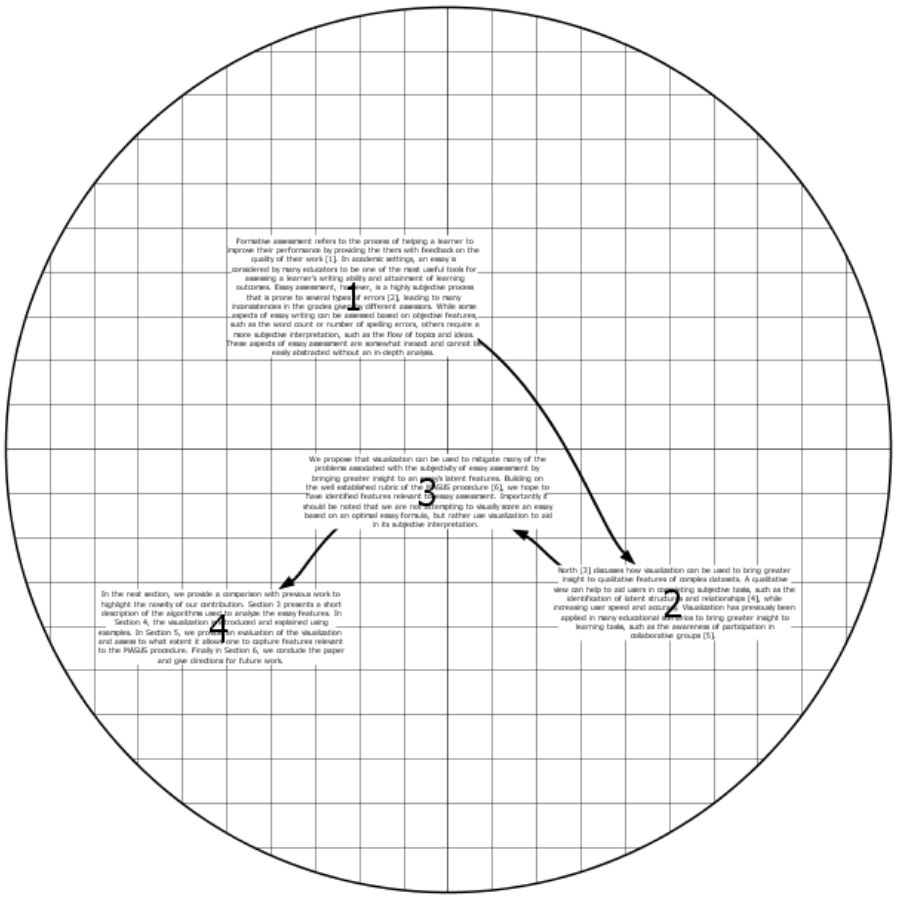 Formative assessment refers to the process of helping a learner to
improve their performance by providing the them with feedback on the
quality of their work [1]. In academic settings, an essay is
considered by many educators to be one of the most useful tools for
assessing a learner's writing ability and attainment of learning
outcomes. Essay assessment, however, is a highly subjective process
that is prone to several types of errors [2], leading to many
inconsistencies in the grades given by different assessors. While some
aspects of essay writing can be assessed based on objective features,
such as the word count or number of spelling errors, others require a
more subjective interpretation, such as the flow of topics and ideas.
These aspects of essay assessment are somewhat inexact and cannot be
easily abstracted without an in-depth analysis.
1
We propose that visualization can be used to mitigate many of the
problems associated with the subjectivity of essay assessment by
bringing greater insight to an essay's latent features. Building on
the well established rubric of the MASUS procedure [6], we hope to
have identified features relevant to essay assessment. Importantly it
should be noted that we are not attempting to visually score an essay
based on an optimal essay formula, but rather use visualization to aid
in its subjective interpretation.
3
North [3] discusses how visualization can be used to bring greater
insight to qualitative features of complex datasets. A qualitative
view can help to aid users in completing subjective tasks, such as the
identification of latent structure and relationships [4], while
increasing user speed and accuracy. Visualization has previously been
applied in many educational scenarios to bring greater insight to
learning tasks, such as the awareness of participation in
collaborative groups [5].
2
In the next section, we provide a comparison with previous work to
highlight the novelty of our contribution. Section 3 presents a short
description of the algorithms used to analyze the essay features. In
Section 4, the visualization is introduced and explained using
examples. In Section 5, we provide an evaluation of the visualization
and assess to what extent it allows one to capture features relevant
to the MASUS procedure. Finally in Section 6, we conclude the paper
and give directions for future work.
4